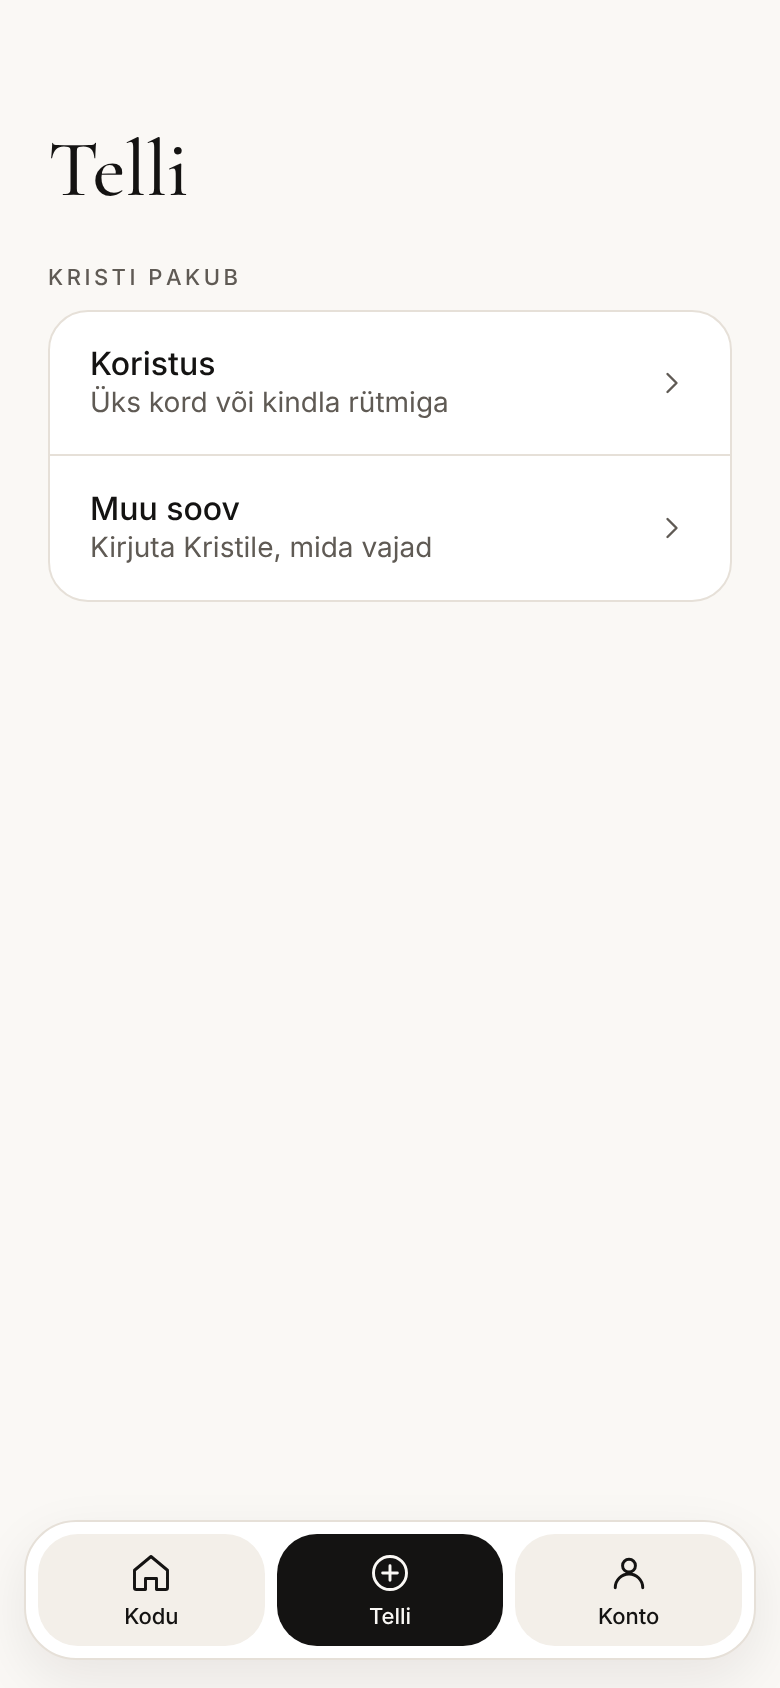 Telli
KRISTI PAKUB
Koristus
Üks kord või kindla rütmiga
Muu soov
Kirjuta Kristile, mida vajad
Kodu
Telli
Konto